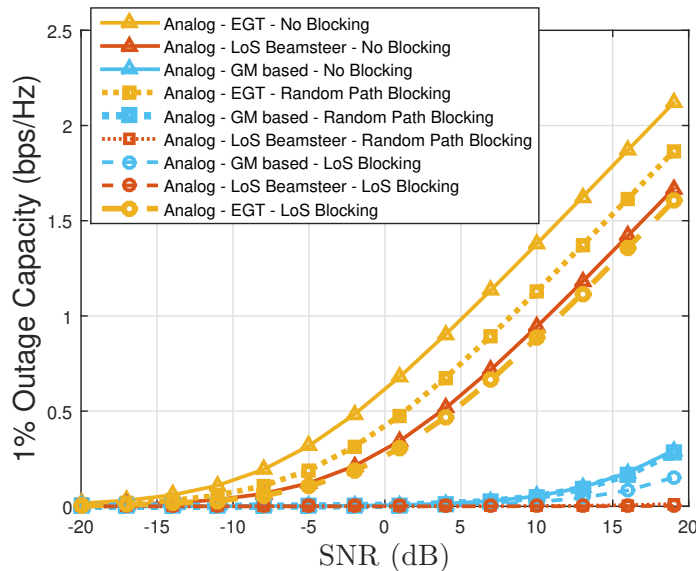 1% Outage Capacity (bps/Hz)
2.5
2
1.5
1
0.5
0
Analog - EGT - No Blocking
Analog - LoS Beamsteer - No Blocking
Analog - GM based - No Blocking
Analog - EGT - Random Path Blocking
Analog - GM based - Random Path Blocking
Analog - LoS Beamsteer - Random Path Blocking
Analog - GM based - LoS Blocking
Analog - LoS Beamsteer - LoS Blocking
Analog - EGT - LoS Blocking
-20 -15 -10 -5 0 5 10 15 20
SNR (dB)